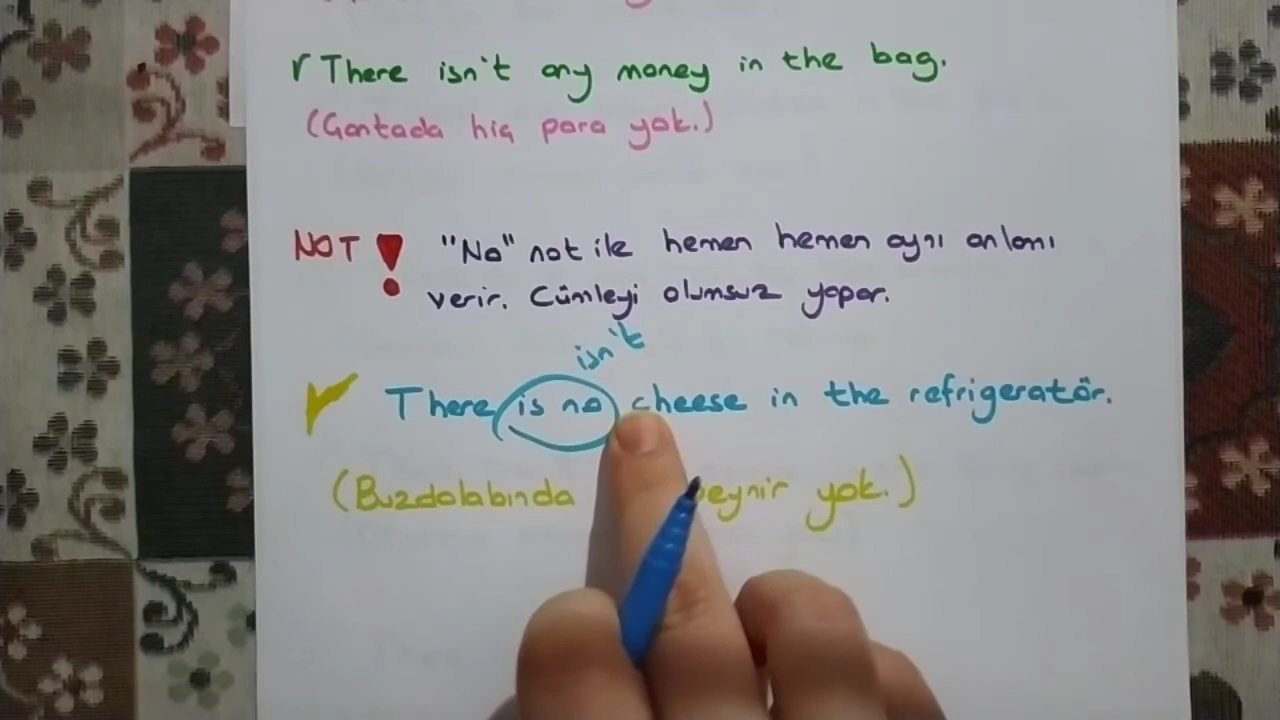 There isn't any money in the bag.
(Çantada hiç para yok.)
NOT! "No" not ile hemen hemen aynı anlamı
verir. Cümleyi olumsuz yapar.
isn't
There is no cheese in the refrigeratör.
(Buzdolabında peynir yok.)